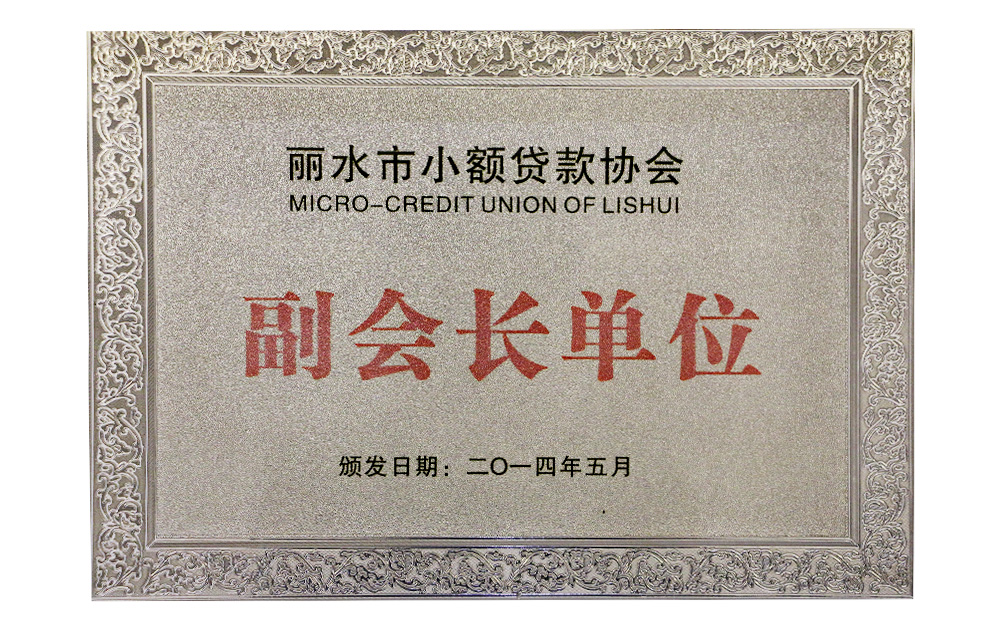 丽水市小额贷款协会
MICRO-CREDIT UNION OF LISHUI
副会长单位
颁发日期：二〇一四年五月